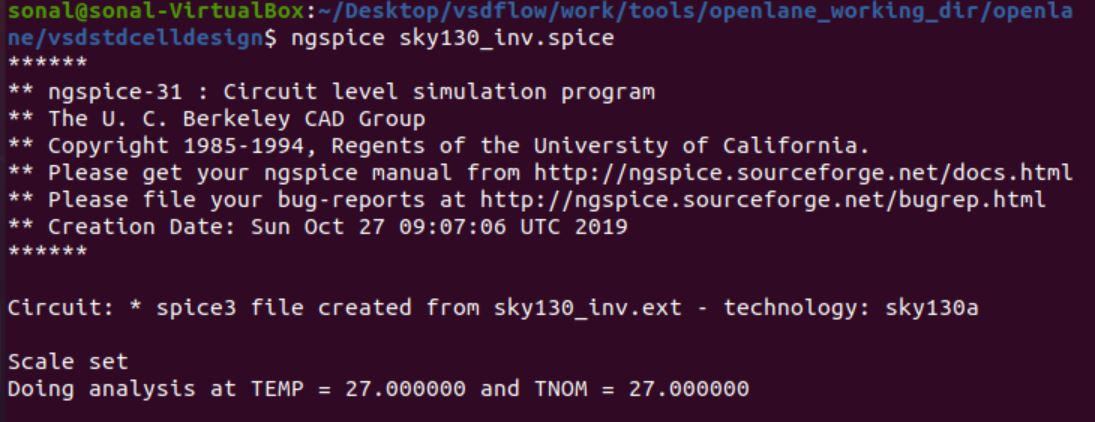 sonal@sonal-VirtualBox:~/Desktop/vsdflow/work/tools/openlane_working_dir/openla
ne/vsdstdcelldesign$ ngspice sky130_inv.spice
******
** ngspice-31 : Circuit level simulation program
** The U. C. Berkeley CAD Group
** Copyright 1985-1994, Regents of the University of California.
** Please get your ngspice manual from http://ngspice.sourceforge.net/docs.html
** Please file your bug-reports at http://ngspice.sourceforge.net/bugrep.html
** Creation Date: Sun Oct 27 09:07:06 UTC 2019
******
Circuit: * spice3 file created from sky130_inv.ext - technology: sky130a
Scale set
Doing analysis at TEMP = 27.000000 and TNOM = 27.000000